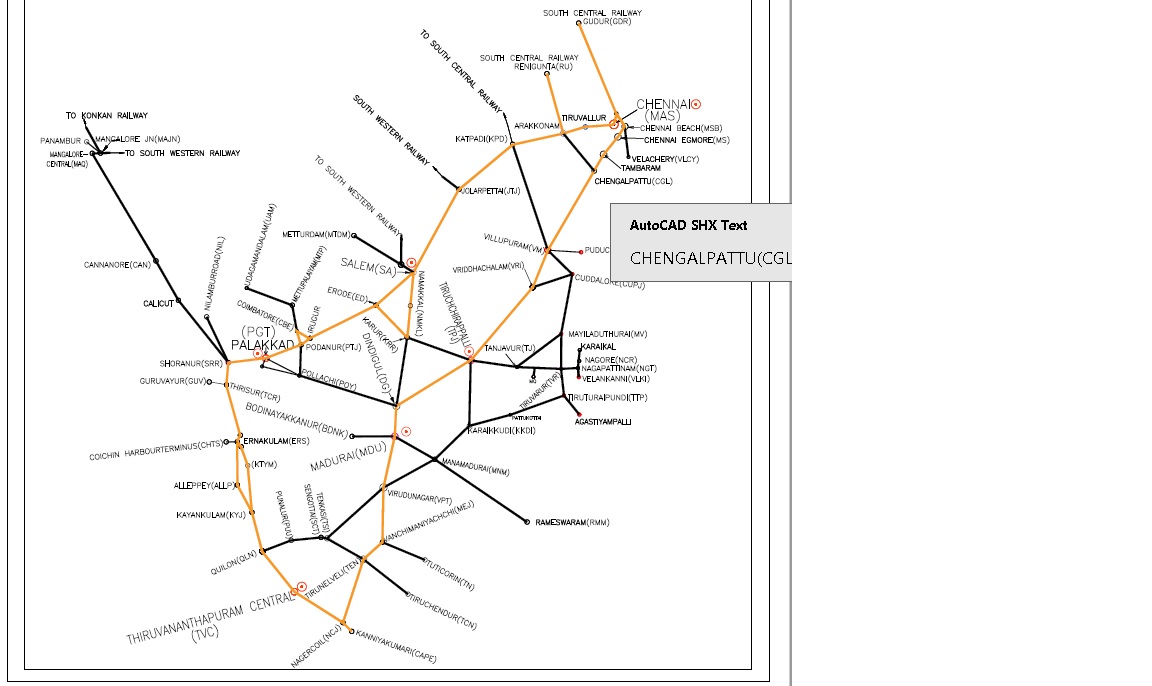 SOUTH CENTRAL RAILWAY
GUDUR(GDR)
TO SOUTH CENTRAL RAILWAY
SOUTH CENTRAL RAILWAY
RENIGUNTA(RU)
SOUTH WESTERN RAILWAY
CHENNAI
(MAS)
TIRUVALLUR
ARAKKONAM
CHENNAI BEACH(MSB)
CHENNAI EGMORE(MS)
KATPADI(KPD)
VELACHERY(VLCY)
TAMBARAM
CHENGALPATTU(CGL)
TO KONKAN RAILWAY
PANAMBUR
MANGALORE JN(MAJN)
MANGALORE
CENTRAL(MAQ)
TO SOUTH WESTERN RAILWAY
TO SOUTH WESTERN RAILWAY
JOLARPETTAI(JTJ)
AutoCAD SHX Text
CHENGALPATTU(CGL
METTURDAM(MTDM)
VILLUPURAM(VM)
PUDUC
SALEM(SA)
VRIDDHACHALAM(VRI)
CUDDALORE(CUPJ)
CANNANORE(CAN)
CALICUT
NILAMBURROAD(NIL)
UDAGAMANDALAM(UAM)
METTUPALAYAM(MTP)
ERODE(ED)
NAMAKKAL(NMKL)
COIMBATORE(CBE)
IRUGUR
KARUR(KRR)
TIRUCHCHIRAPPALLI
(TPJ)
(PGT)
PALAKKAD
PODANUR(PTJ)
DINDIGUL(DG)
MAYILADUTHURAI(MV)
TANJAVUR(TJ)
KARAIKAL
NAGORE(NCR)
NAGAPATTINAM(NGT)
VELANKANNI(VLKI)
SHORANUR(SRR)
GURUVAYUR(GUV)
THRISUR(TCR)
POLLACHI(POY)
TIRUVARUR(TVR)
TIRUTURAIPUNDI(TTP)
PATTUKOTTAI
AGASTIYAMPALLI
BODINAYAKKANUR(BDNK)
KARAIKKUDI(KKDI)
COICHIN HARBOURTERMINUS(CHTS)
ERNAKULAM(ERS)
MADURAI(MDU)
(KTYM)
MANAMADURAI(MNM)
ALLEPPEY(ALLP)
VIRUDUNAGAR(VPT)
KAYANKULAM(KYJ)
PUNALUR(PUU)
SENGOTTAI(SCT)
TENKASI(TSI)
VANCHIMANIYACHCHI(MEJ)
RAMESWARAM(RMM)
QUILON(QLN)
TIRUNELVELI(TEN)
TUTICORIN(TN)
THIRUVANANTHAPURAM CENTRAL
(TVC)
TIRUCHENDUR(TCN)
NAGERCOIL(NCJ)
KANNIYAKUMARI(CAPE)